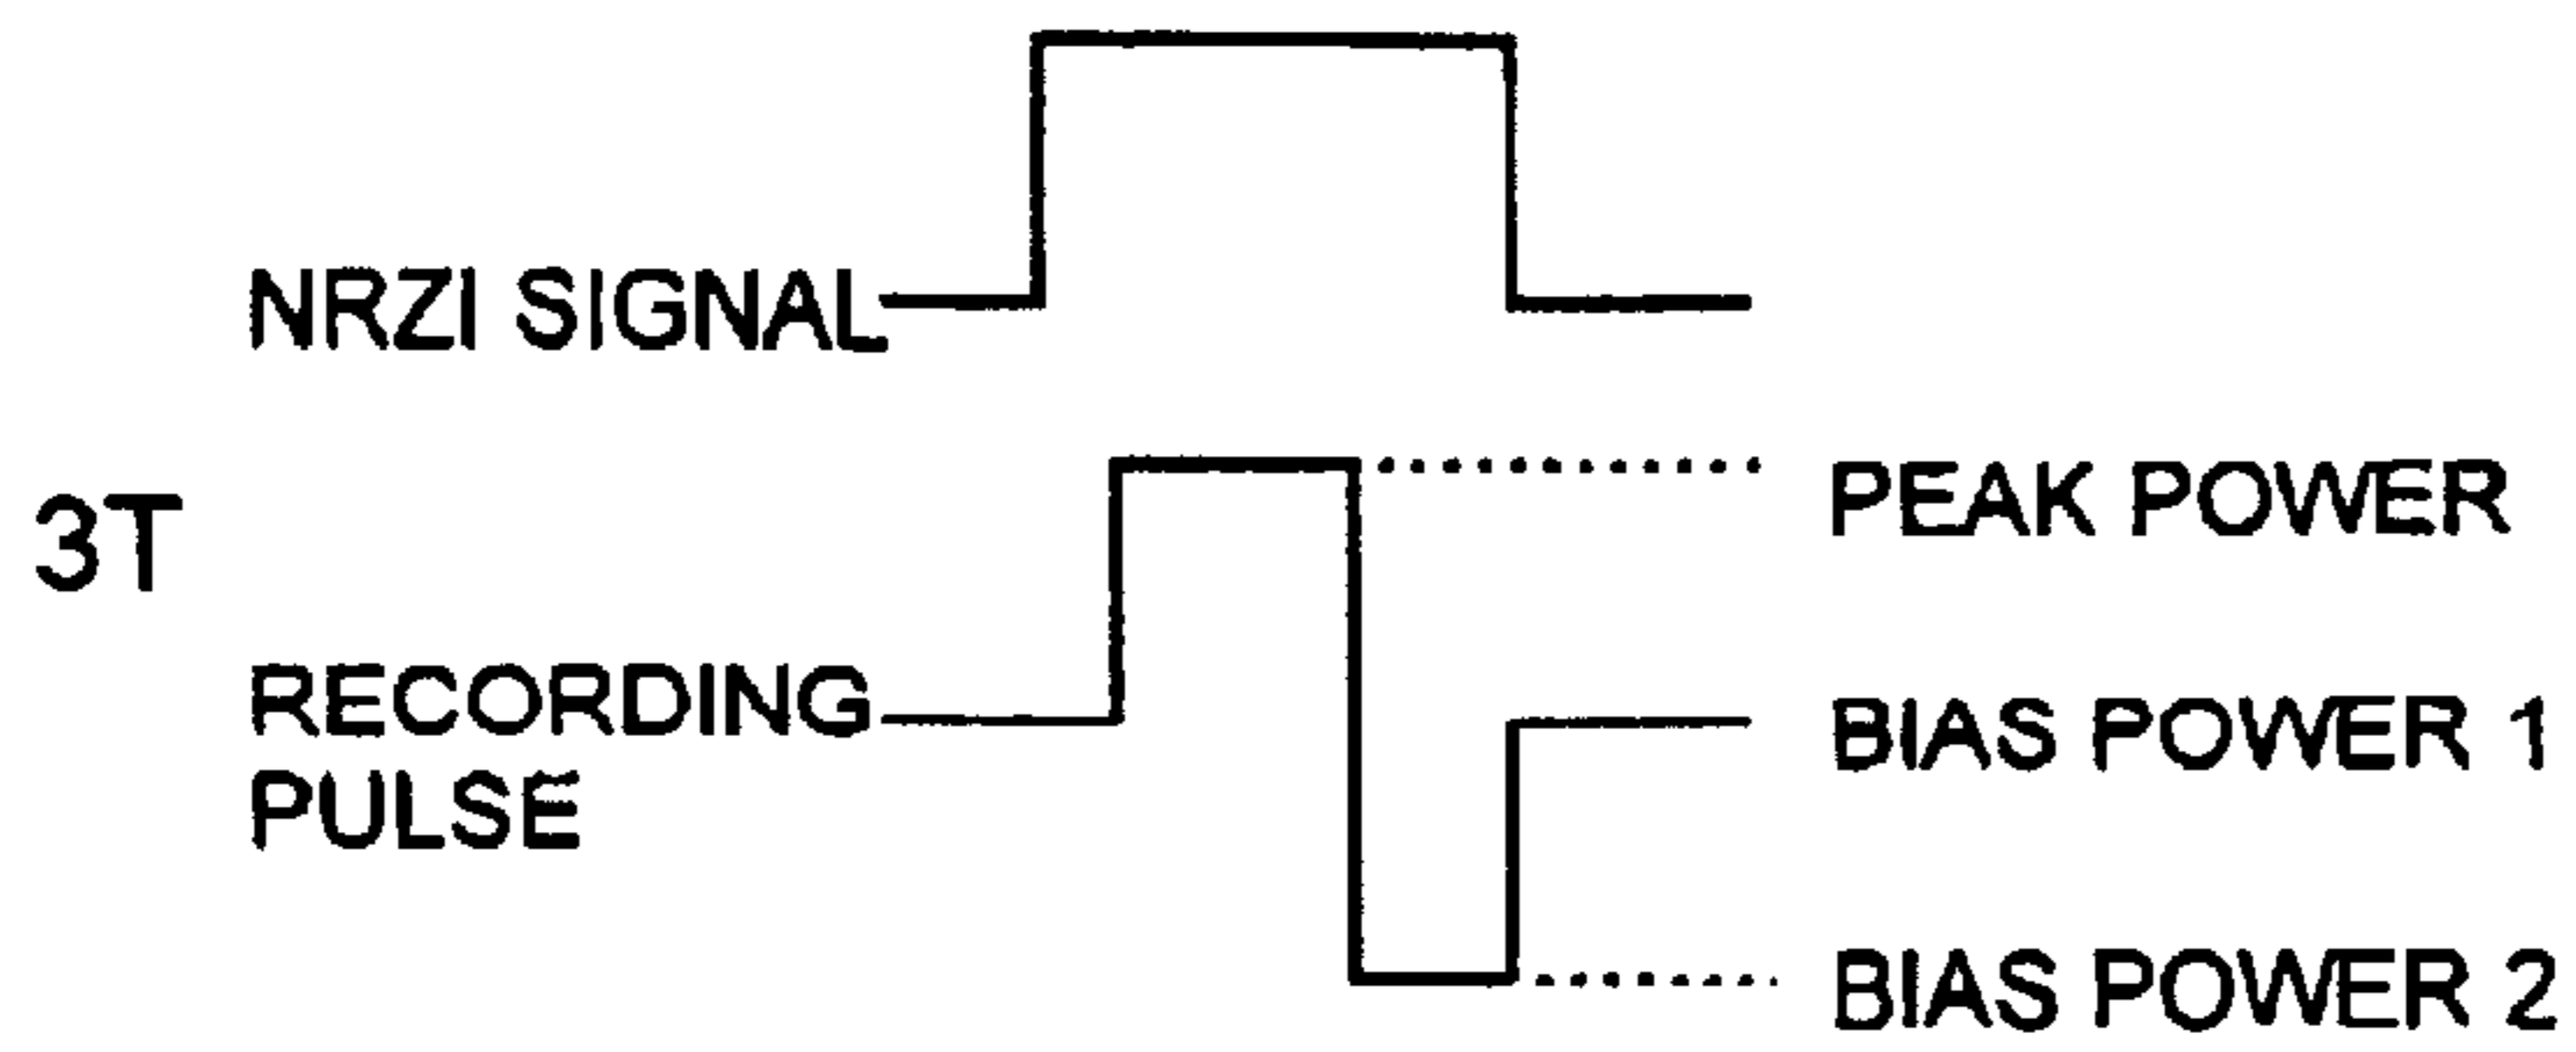 NRZI SIGNAL
3T
PEAK POWER
RECORDING
PULSE
BIAS POWER 1
BIAS POWER 2